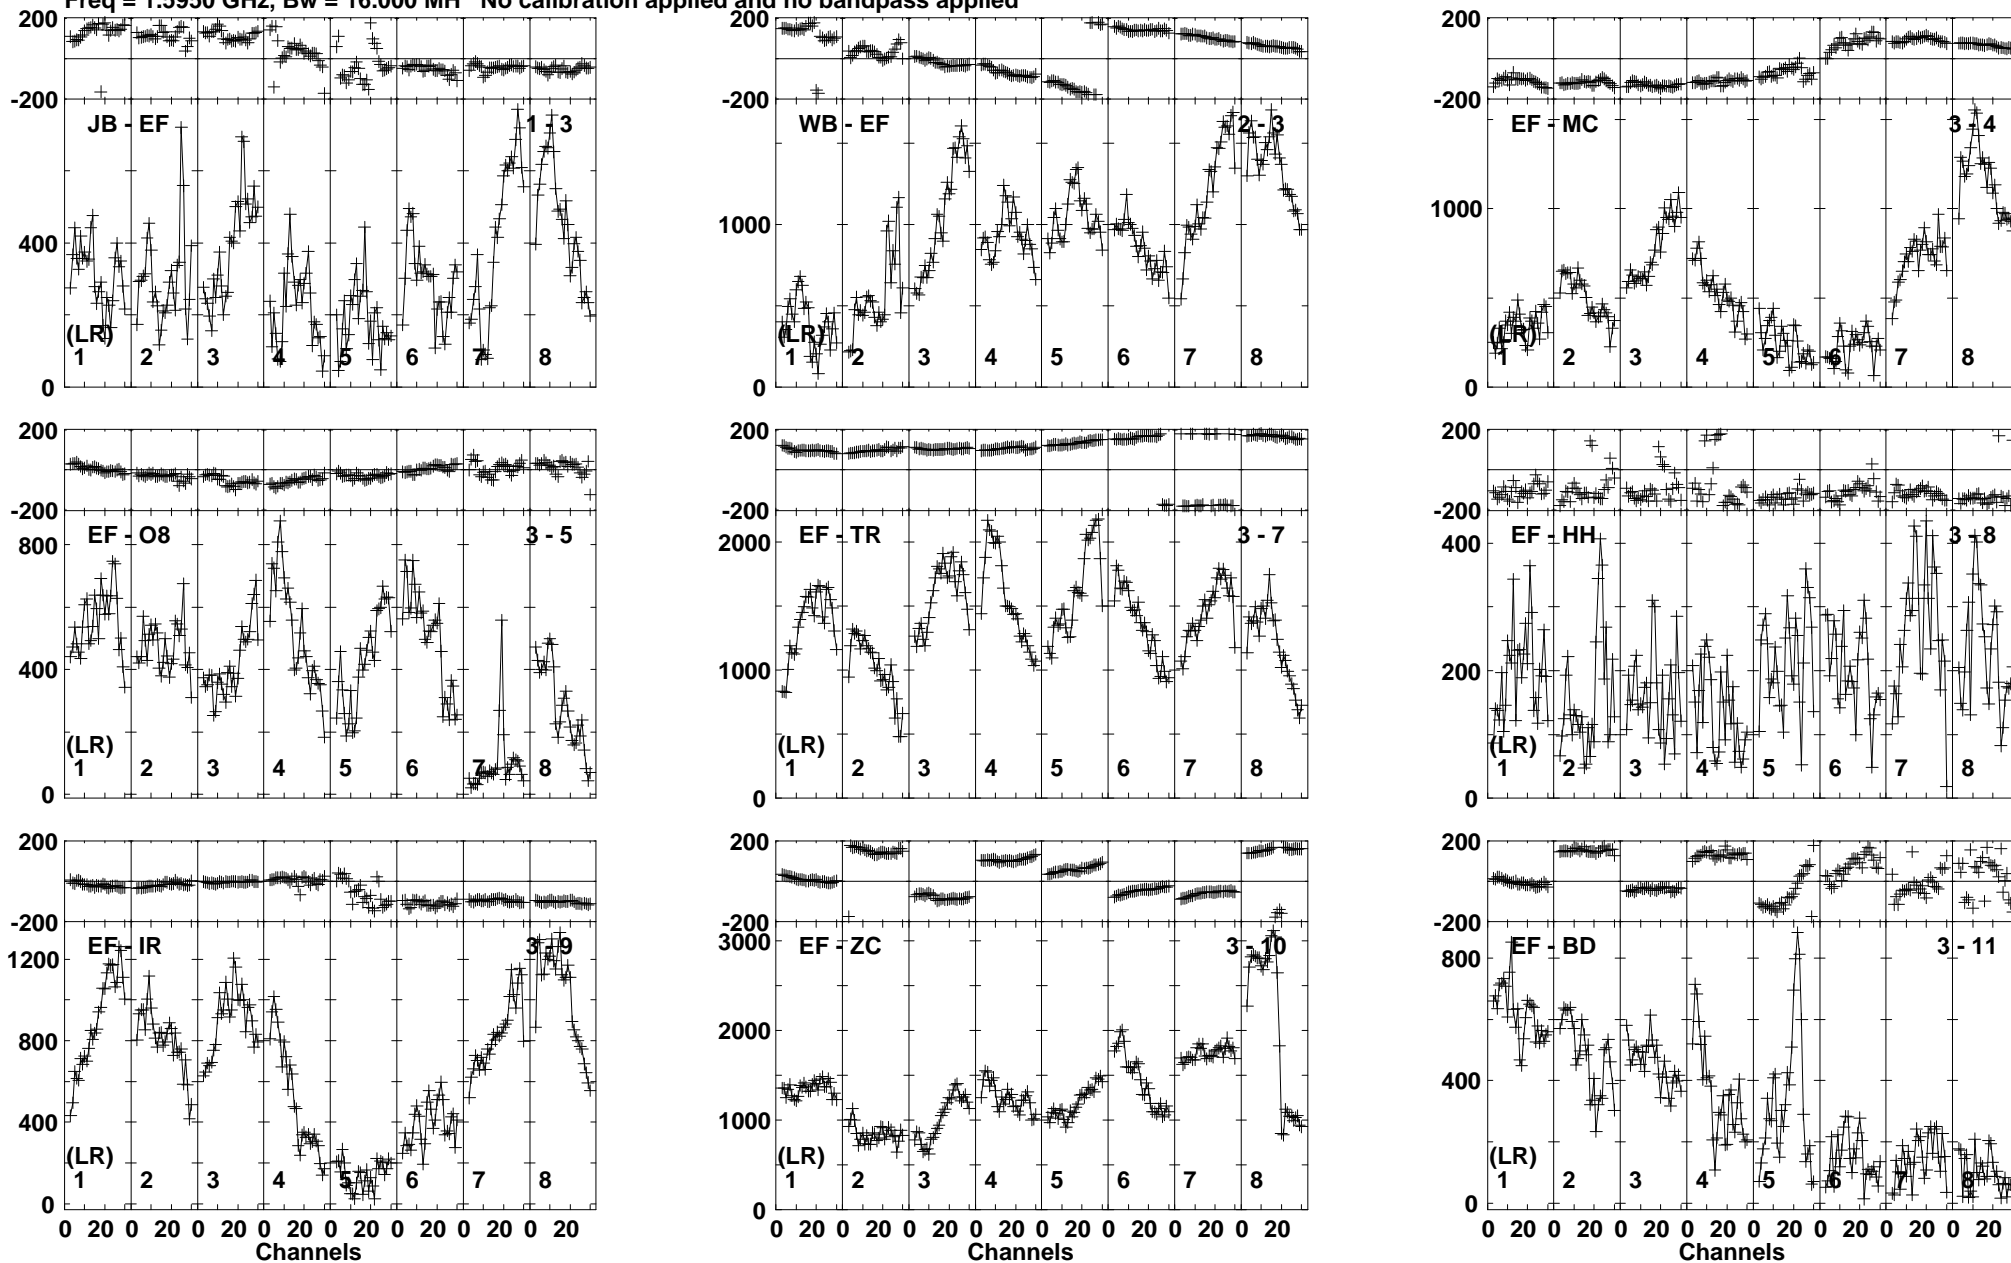 Freq = 1.5950 GHz, Bw = 16.000 MH No calibration applied and no bandpass applied
200
-200
JB - EF
1 - 3
400
0
(LR)
1 2 3 4 5 6 7 8
200
-200
WB - EF
2 - 3
1000
0
(LR)
1 2 3 4 5 6 7 8
200
-200
EF - MC
3 - 4
1000
0
(LR)
1 2 3 4 5 6 7 8
200
-200
EF - O8
3 - 5
800
400
0
(LR)
1 2 3 4 5 6 7 8
200
-200
EF - TR
3 - 7
2000
1000
0
(LR)
1 2 3 4 5 6 7 8
200
-200
EF - HH
3 - 8
400
200
0
(LR)
1 2 3 4 5 6 7 8
200
-200
EF - IR
3 - 9
1200
800
400
0
(LR)
1 2 3 4 5 6 7 8
0 20 0 20 0 20 0 20 0 20 0 20 0 20 0 20
Channels
200
-200
EF - ZC
3 - 10
3000
2000
1000
0
(LR)
1 2 3 4 5 6 7 8
0 20 0 20 0 20 0 20 0 20 0 20 0 20 0 20
Channels
200
-200
EF - BD
3 - 11
800
400
0
(LR)
1 2 3 4 5 6 7 8
0 20 0 20 0 20 0 20 0 20 0 20 0 20 0 20
Channels